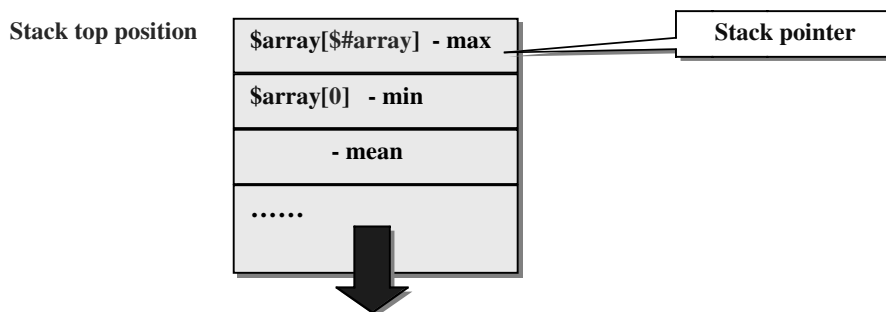 Stack top position
$array[$#array] - max
Stack pointer
$array[0] - min
- mean
......